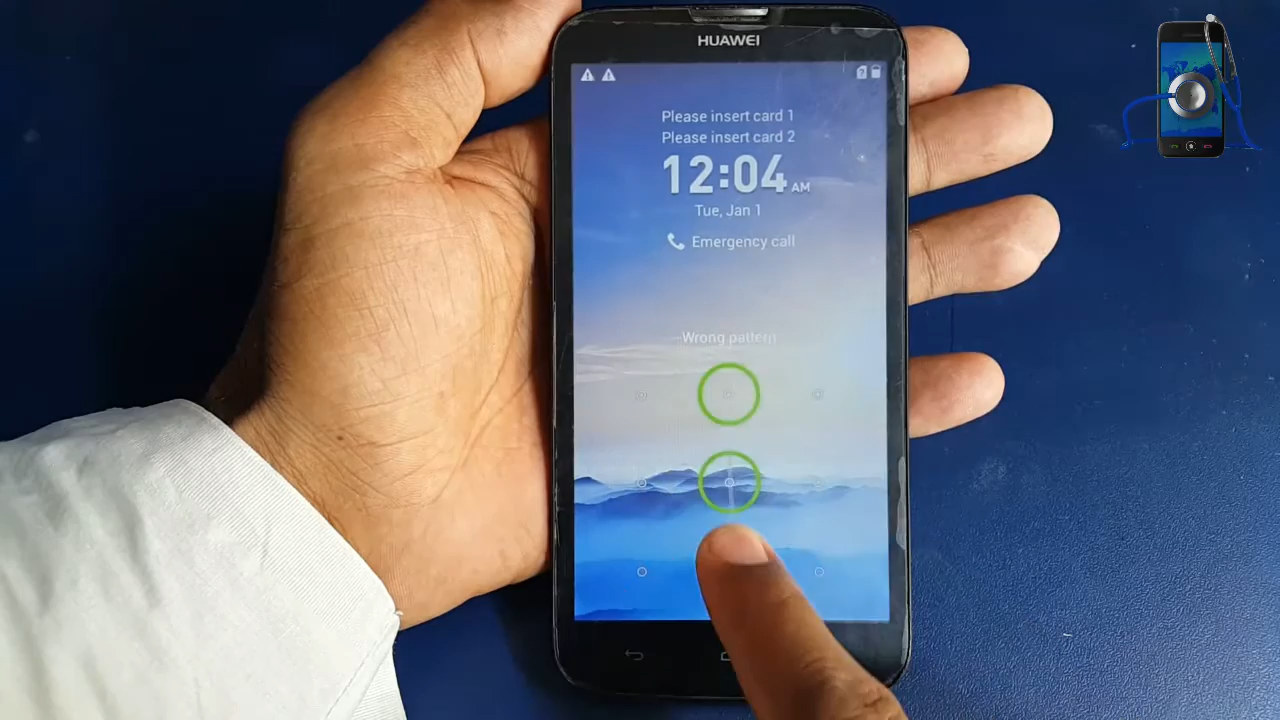 HUAWEI
Please insert card 1
Please insert card 2
12:04 AM
Tue, Jan 1
Emergency call
Wrong pattern